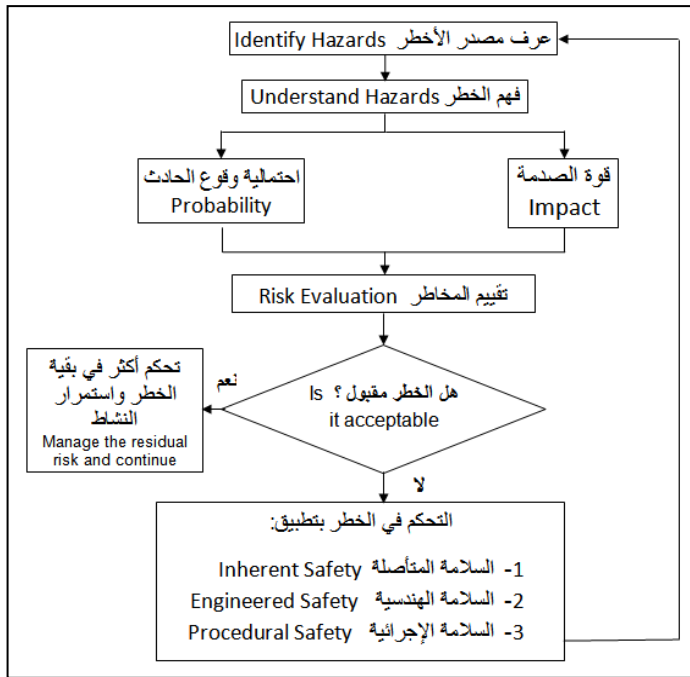 عرف مصدر الأخطر Identify Hazards
فهم الخطر Understand Hazards
احتمالية وقوع الحادث
Probability
قوة الصدمة
Impact
تقييم المخاطر Risk Evaluation
هل الخطر مقبول ؟ Is
it acceptable
نعم
تحكم أكثر في بقية
الخطر واستمرار
النشاط
Manage the residual
risk and continue
لا
التحكم في الخطر بتطبيق:
1- السلامة المتأصلة Inherent Safety
2- السلامة الهندسية Engineered Safety
3- السلامة الإجرائية Procedural Safety